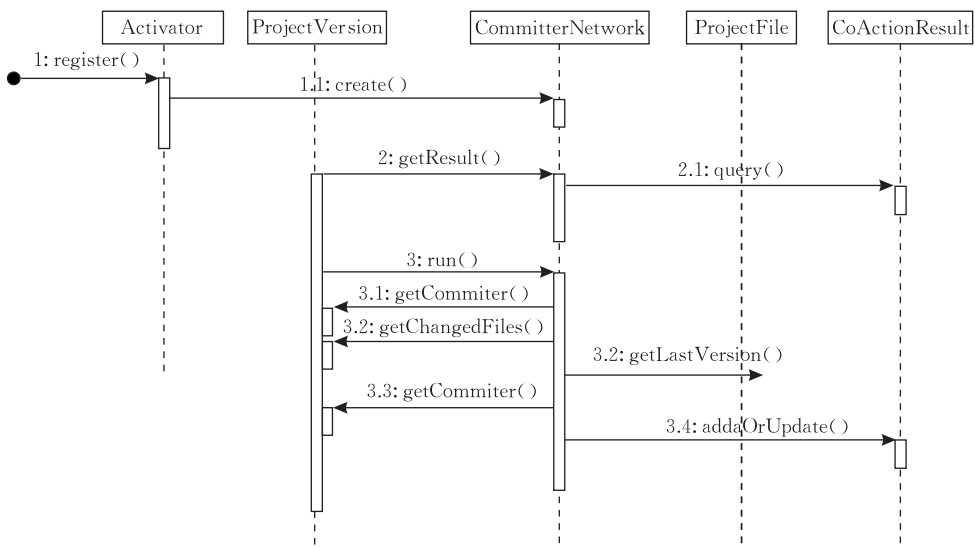 Activator
ProjectVersion
CommitterNetwork
ProjectFile
CoActionResult
1: register( )
1.1: create( )
2: getResult( )
2.1: query( )
3: run( )
3.1: getCommiter( )
3.2: getChangedFiles( )
3.2: getLastVersion( )
3.3: getCommiter( )
3.4: addaOrUpdate( )